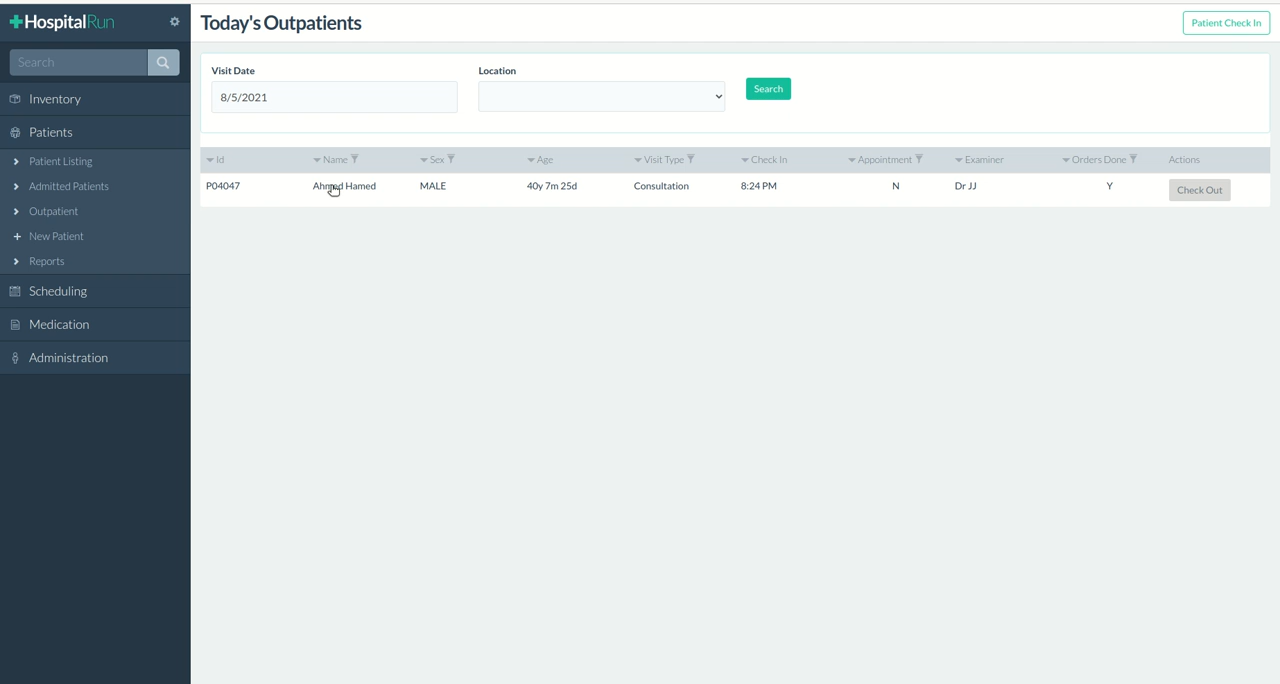 HospitalRun
Today's Outpatients
Patient Check In
Search
Visit Date
Location
8/5/2021
Search
Inventory
Patients
Patient Listing
Admitted Patients
Outpatient
New Patient
Reports
Scheduling
Medication
Administration
Id Name Sex Age Visit Type Check In Appointment Examiner Orders Done Actions
P04047 Ahmed Hamed MALE 40y 7m 25d Consultation 8:24 PM N Dr JJ Y Check Out